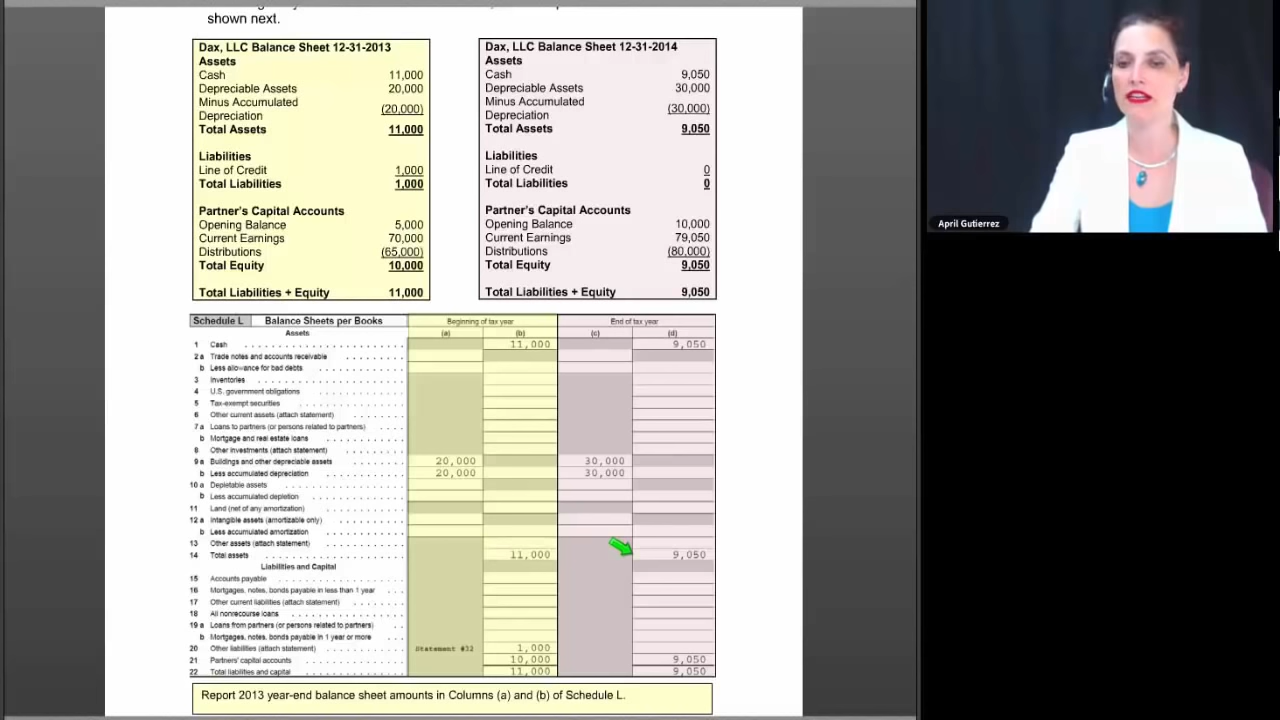 shown next.
Dax, LLC Balance Sheet 12-31-2013
Assets
Cash 11,000
Depreciable Assets 20,000
Minus Accumulated
Depreciation (20,000)
Total Assets 11,000
Liabilities
Line of Credit 1,000
Total Liabilities 1,000
Partner's Capital Accounts
Opening Balance 5,000
Current Earnings 70,000
Distributions (65,000)
Total Equity 10,000
Total Liabilities + Equity 11,000
Dax, LLC Balance Sheet 12-31-2014
Assets
Cash 9,050
Depreciable Assets 30,000
Minus Accumulated
Depreciation (30,000)
Total Assets 9,050
Liabilities
Line of Credit 0
Total Liabilities 0
Partner's Capital Accounts
Opening Balance 10,000
Current Earnings 79,050
Distributions (80,000)
Total Equity 9,050
Total Liabilities + Equity 9,050
April Gutierrez
Schedule L Balance Sheets per Books Beginning of tax year End of tax year
Assets (a) (b) (c) (d)
1 Cash 11,000 9,050
2a Trade notes and accounts receivable
b Less allowance for bad debts
3 Inventories
4 U.S. government obligations
5 Tax-exempt securities
6 Other current assets (attach statement)
7a Loans to partners (or persons related to partners)
b Mortgage and real estate loans
8 Other investments (attach statement)
9a Buildings and other depreciable assets 20,000 30,000
b Less accumulated depreciation 20,000 30,000
10a Depletable assets
b Less accumulated depletion
11 Land (net of any amortization)
12a Intangible assets (amortizable only)
b Less accumulated amortization
13 Other assets (attach statement)
14 Total assets 11,000 9,050
Liabilities and Capital
15 Accounts payable
16 Mortgages, notes, bonds payable in less than 1 year
17 Other current liabilities (attach statement)
18 All nonrecourse loans
19a Loans from partners (or persons related to partners)
b Mortgages, notes, bonds payable in 1 year or more
20 Other liabilities (attach statement) Statement #32 1,000
21 Partners' capital accounts 10,000 9,050
22 Total liabilities and capital 11,000 9,050
Report 2013 year-end balance sheet amounts in Columns (a) and (b) of Schedule L.